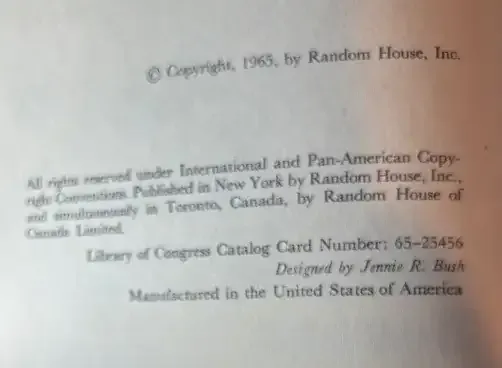 © Copyright, 1965, by Random House, Inc.
All rights reserved under International and Pan-American Copy-
right Conventions. Published in New York by Random House, Inc.,
and simultaneously in Toronto, Canada, by Random House of
Canada Limited.
Library of Congress Catalog Card Number: 65-25456
Designed by Jennie R. Bush
Manufactured in the United States of America